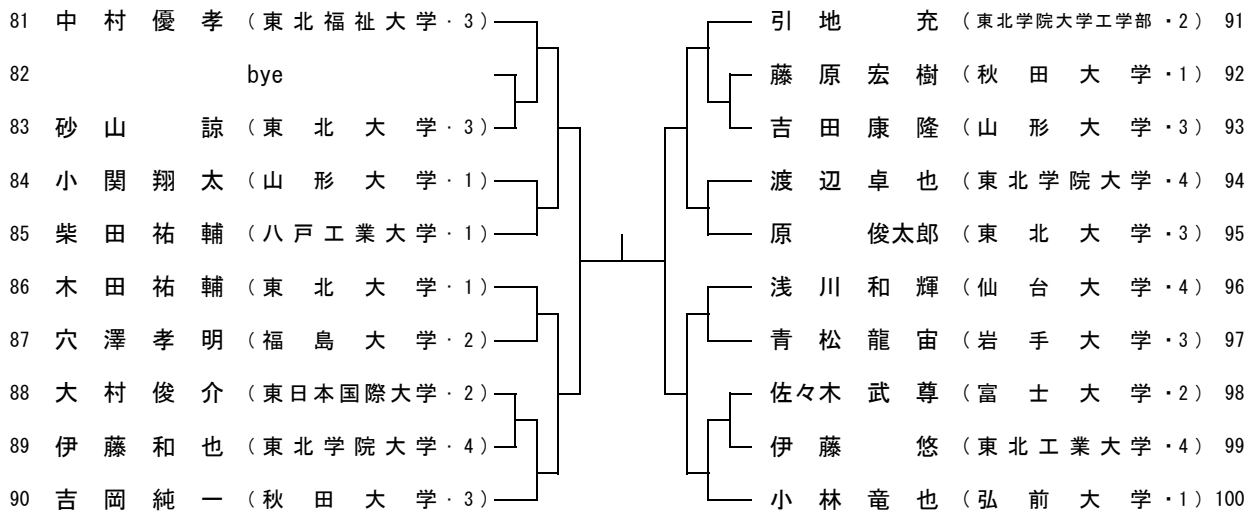 81 中村優孝 (東北福祉大学・3)
82 bye
83 砂山諒 (東北大学・3)
84 小関翔太 (山形大学・1)
85 柴田祐輔 (八戸工業大学・1)
86 木田祐輔 (東北大学・1)
87 穴澤孝明 (福島大学・2)
88 大村俊介 (東日本国際大学・2)
89 伊藤和也 (東北学院大学・4)
90 吉岡純一 (秋田大学・3)
引地充 (東北学院大学工学部・2) 91
藤原宏樹 (秋田大学・1) 92
吉田康隆 (山形大学・3) 93
渡辺卓也 (東北学院大学・4) 94
原俊太郎 (東北大学・3) 95
浅川和輝 (仙台大学・4) 96
青松龍宙 (岩手大学・3) 97
佐々木武尊 (富士大学・2) 98
伊藤悠 (東北工業大学・4) 99
小林竜也 (弘前大学・1) 100